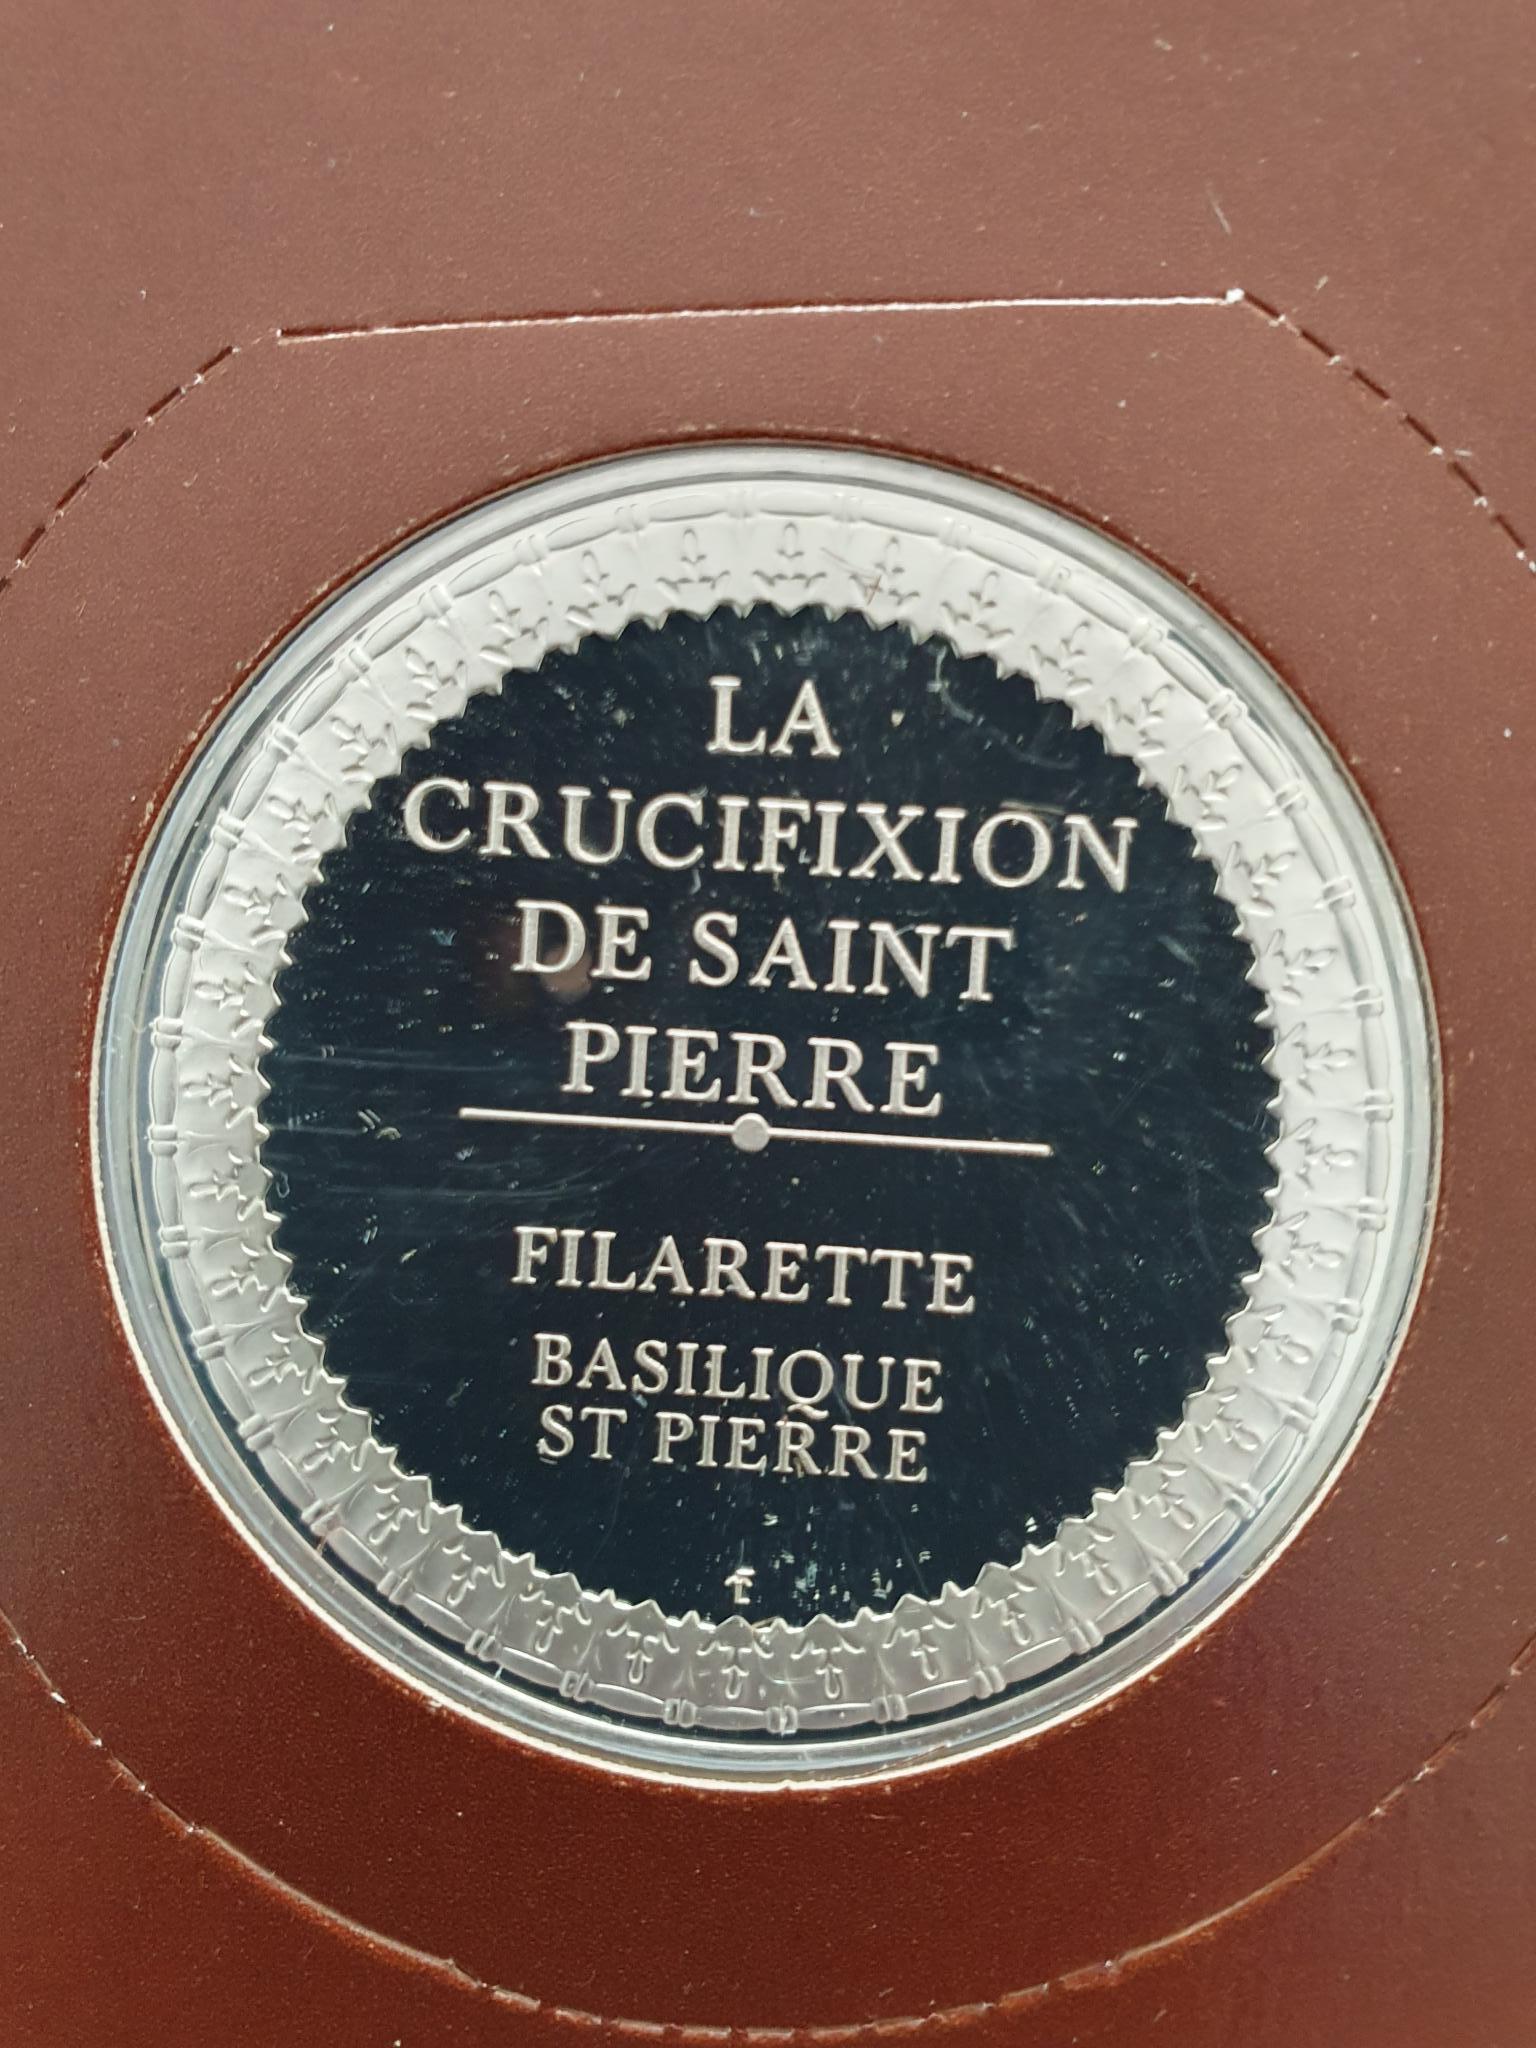 LA
CRUCIFIXION
DE SAINT
PIERRE
FILARETTE
BASILIQUE
ST PIERRE